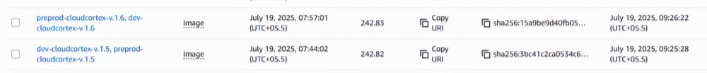 preprod-cloudcortex-v.1.6, dev-
cloudcortex-v.1.6
Image
July 19, 2025, 07:57:01
(UTC+05.5)
242.83
Copy
URI
sha256:15a9be9d40fb05...
July 19, 2025, 09:26:22
(UTC+05.5)
dev-cloudcortex-v.1.5, preprod-
cloudcortex-v.1.5
Image
July 19, 2025, 07:44:02
(UTC+05.5)
242.82
Copy
URI
sha256:3bc41c2ca0534c6...
July 19, 2025, 09:25:28
(UTC+05.5)